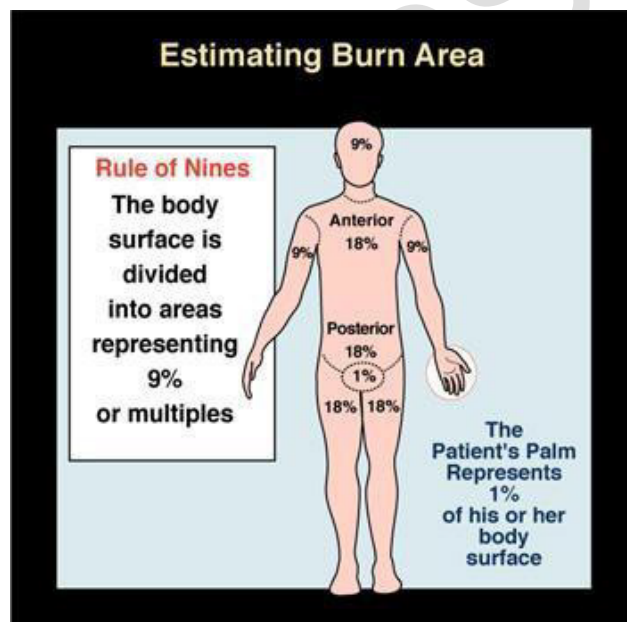 Estimating Burn Area
Rule of Nines
The body
surface is
divided
into areas
representing
9%
or multiples
9%
Anterior
18%
9%
9%
Posterior
18%
1%
18%
18%
The
Patient's Palm
Represents
1%
of his or her
body
surface